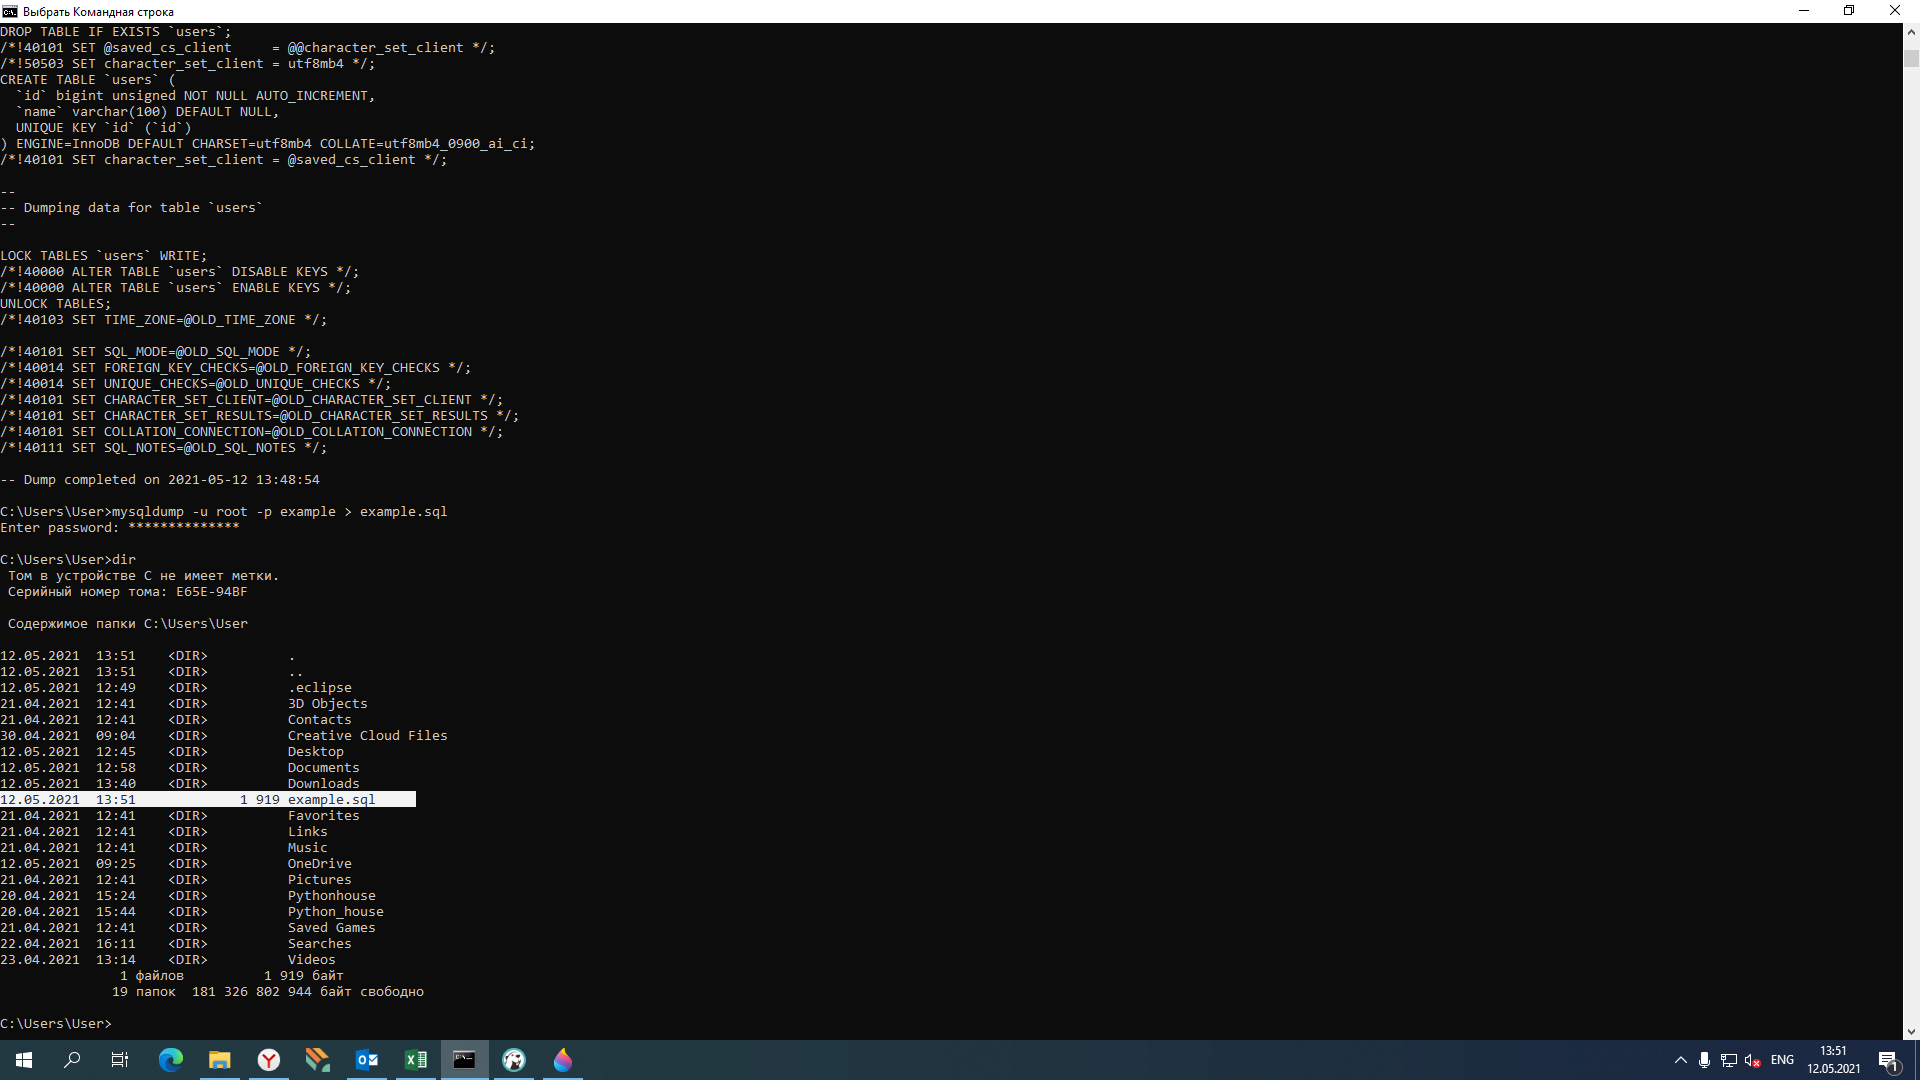 Выбрать Командная строка
DROP TABLE IF EXISTS `users`;
/*!40101 SET @saved_cs_client     = @@character_set_client */;
/*!50503 SET character_set_client = utf8mb4 */;
CREATE TABLE `users` (
  `id` bigint unsigned NOT NULL AUTO_INCREMENT,
  `name` varchar(100) DEFAULT NULL,
  UNIQUE KEY `id` (`id`)
) ENGINE=InnoDB DEFAULT CHARSET=utf8mb4 COLLATE=utf8mb4_0900_ai_ci;
/*!40101 SET character_set_client = @saved_cs_client */;
--
-- Dumping data for table `users`
--
LOCK TABLES `users` WRITE;
/*!40000 ALTER TABLE `users` DISABLE KEYS */;
/*!40000 ALTER TABLE `users` ENABLE KEYS */;
UNLOCK TABLES;
/*!40103 SET TIME_ZONE=@OLD_TIME_ZONE */;
/*!40101 SET SQL_MODE=@OLD_SQL_MODE */;
/*!40014 SET FOREIGN_KEY_CHECKS=@OLD_FOREIGN_KEY_CHECKS */;
/*!40014 SET UNIQUE_CHECKS=@OLD_UNIQUE_CHECKS */;
/*!40101 SET CHARACTER_SET_CLIENT=@OLD_CHARACTER_SET_CLIENT */;
/*!40101 SET CHARACTER_SET_RESULTS=@OLD_CHARACTER_SET_RESULTS */;
/*!40101 SET COLLATION_CONNECTION=@OLD_COLLATION_CONNECTION */;
/*!40111 SET SQL_NOTES=@OLD_SQL_NOTES */;
-- Dump completed on 2021-05-12 13:48:54
C:\Users\User>mysqldump -u root -p example > example.sql
Enter password: **************
C:\Users\User>dir
 Том в устройстве C не имеет метки.
 Серийный номер тома: E65E-94BF
 Содержимое папки C:\Users\User
12.05.2021  13:51    <DIR>          .
12.05.2021  13:51    <DIR>          ..
12.05.2021  12:49    <DIR>          .eclipse
21.04.2021  12:41    <DIR>          3D Objects
21.04.2021  12:41    <DIR>          Contacts
30.04.2021  09:04    <DIR>          Creative Cloud Files
12.05.2021  12:45    <DIR>          Desktop
12.05.2021  12:58    <DIR>          Documents
12.05.2021  13:40    <DIR>          Downloads
12.05.2021  13:51             1 919 example.sql
21.04.2021  12:41    <DIR>          Favorites
21.04.2021  12:41    <DIR>          Links
21.04.2021  12:41    <DIR>          Music
12.05.2021  09:25    <DIR>          OneDrive
21.04.2021  12:41    <DIR>          Pictures
20.04.2021  15:24    <DIR>          Pythonhouse
20.04.2021  15:44    <DIR>          Python_house
21.04.2021  12:41    <DIR>          Saved Games
22.04.2021  16:11    <DIR>          Searches
23.04.2021  13:14    <DIR>          Videos
               1 файлов          1 919 байт
              19 папок  181 326 802 944 байт свободно
C:\Users\User>
ENG
13:51
12.05.2021
1